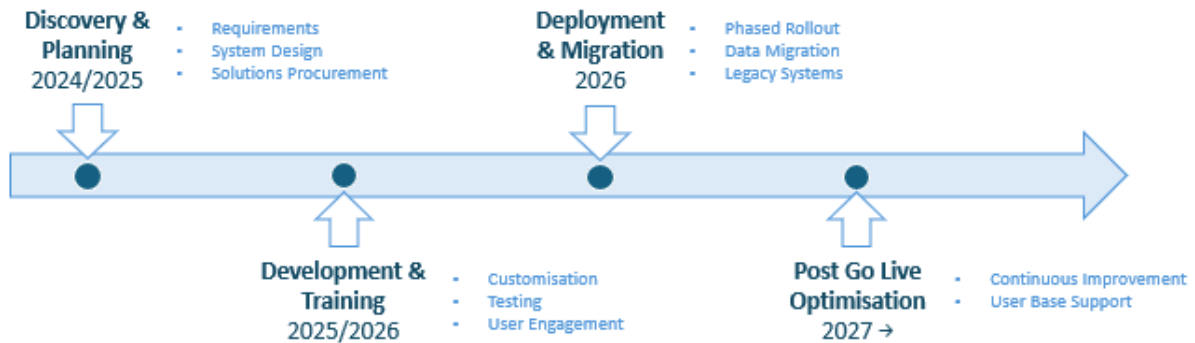 Discovery &
Planning
2024/2025
▪ Requirements
▪ System Design
▪ Solutions Procurement
Deployment
& Migration
2026
▪ Phased Rollout
▪ Data Migration
▪ Legacy Systems
Development &
Training
2025/2026
▪ Customisation
▪ Testing
▪ User Engagement
Post Go Live
Optimisation
2027 →
▪ Continuous Improvement
▪ User Base Support